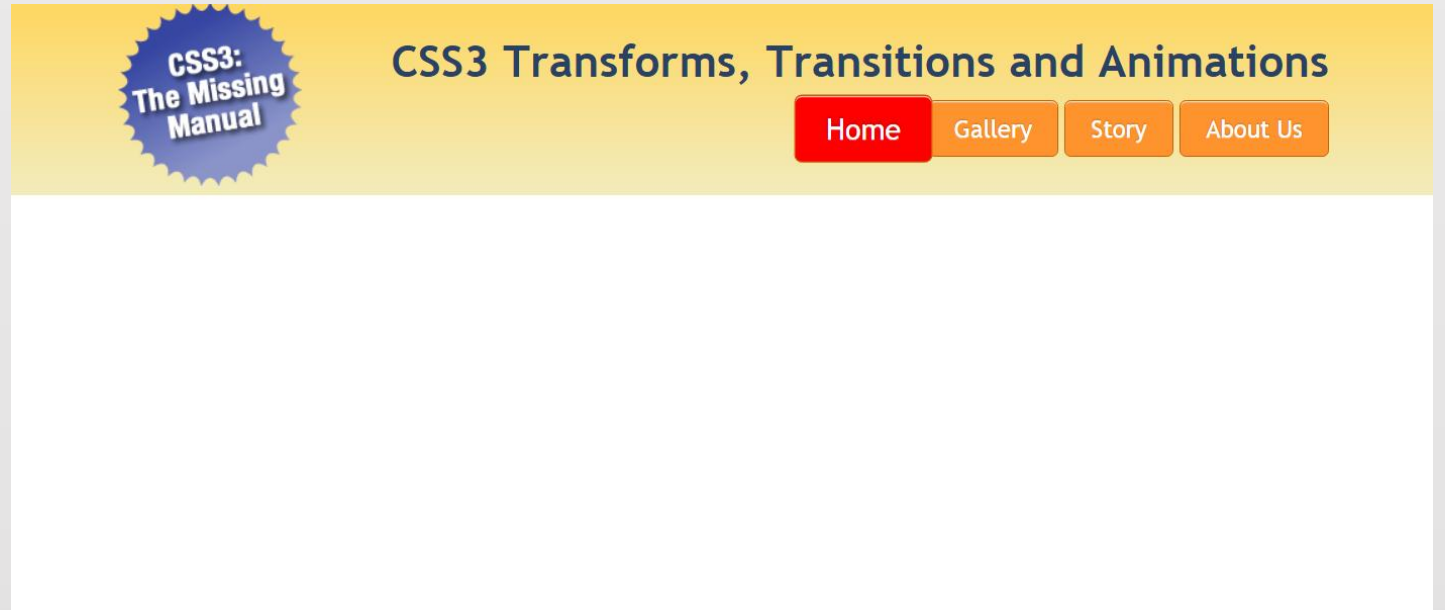 CSS3:
The Missing
Manual
CSS3 Transforms, Transitions and Animations
Home Gallery Story About Us